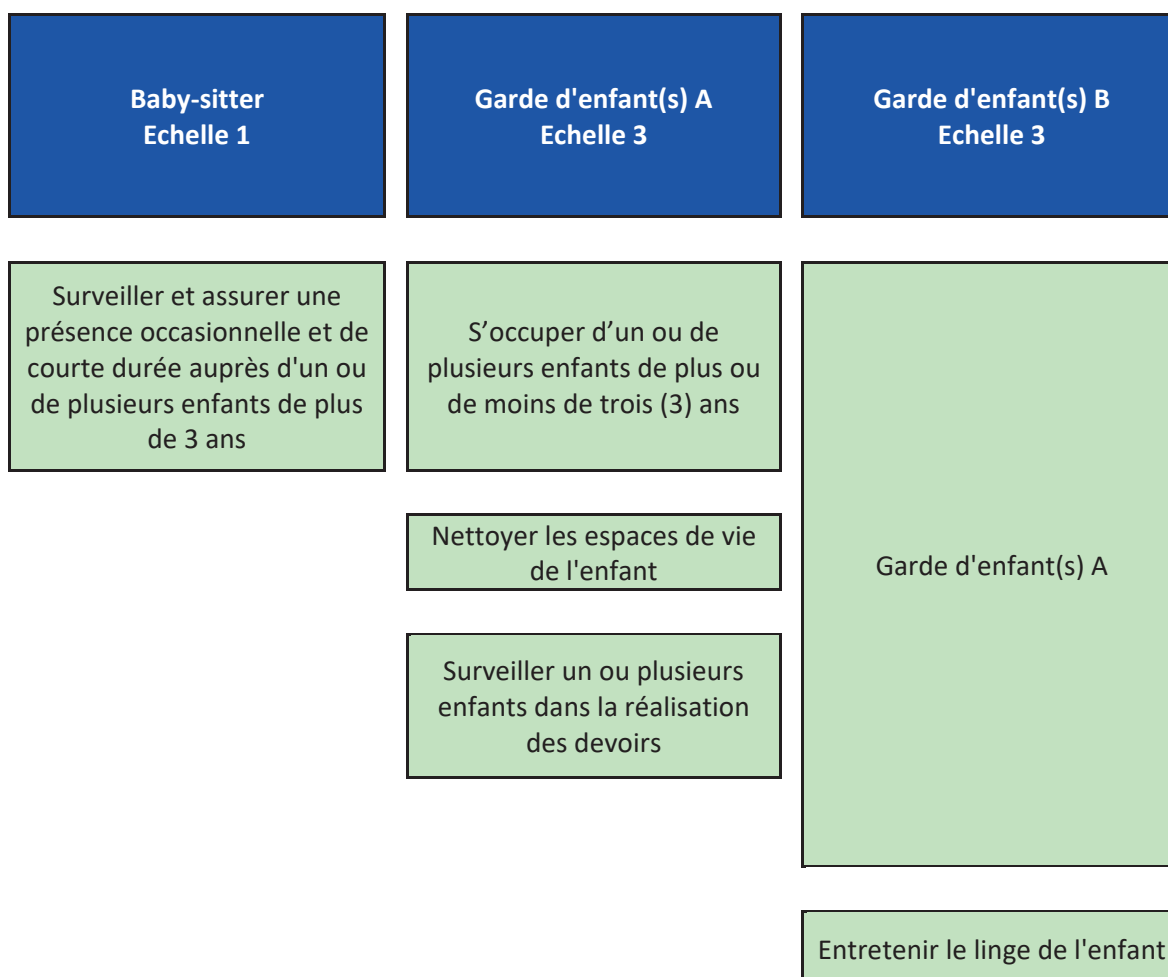 Baby-sitter
Echelle 1
Garde d'enfant(s) A
Echelle 3
Garde d'enfant(s) B
Echelle 3
Surveiller et assurer une
présence occasionnelle et de
courte durée auprès d'un ou
de plusieurs enfants de plus
de 3 ans
S’occuper d’un ou de
plusieurs enfants de plus ou
de moins de trois (3) ans
Nettoyer les espaces de vie
de l'enfant
Surveiller un ou plusieurs
enfants dans la réalisation
des devoirs
Garde d'enfant(s) A
Entretenir le linge de l'enfant